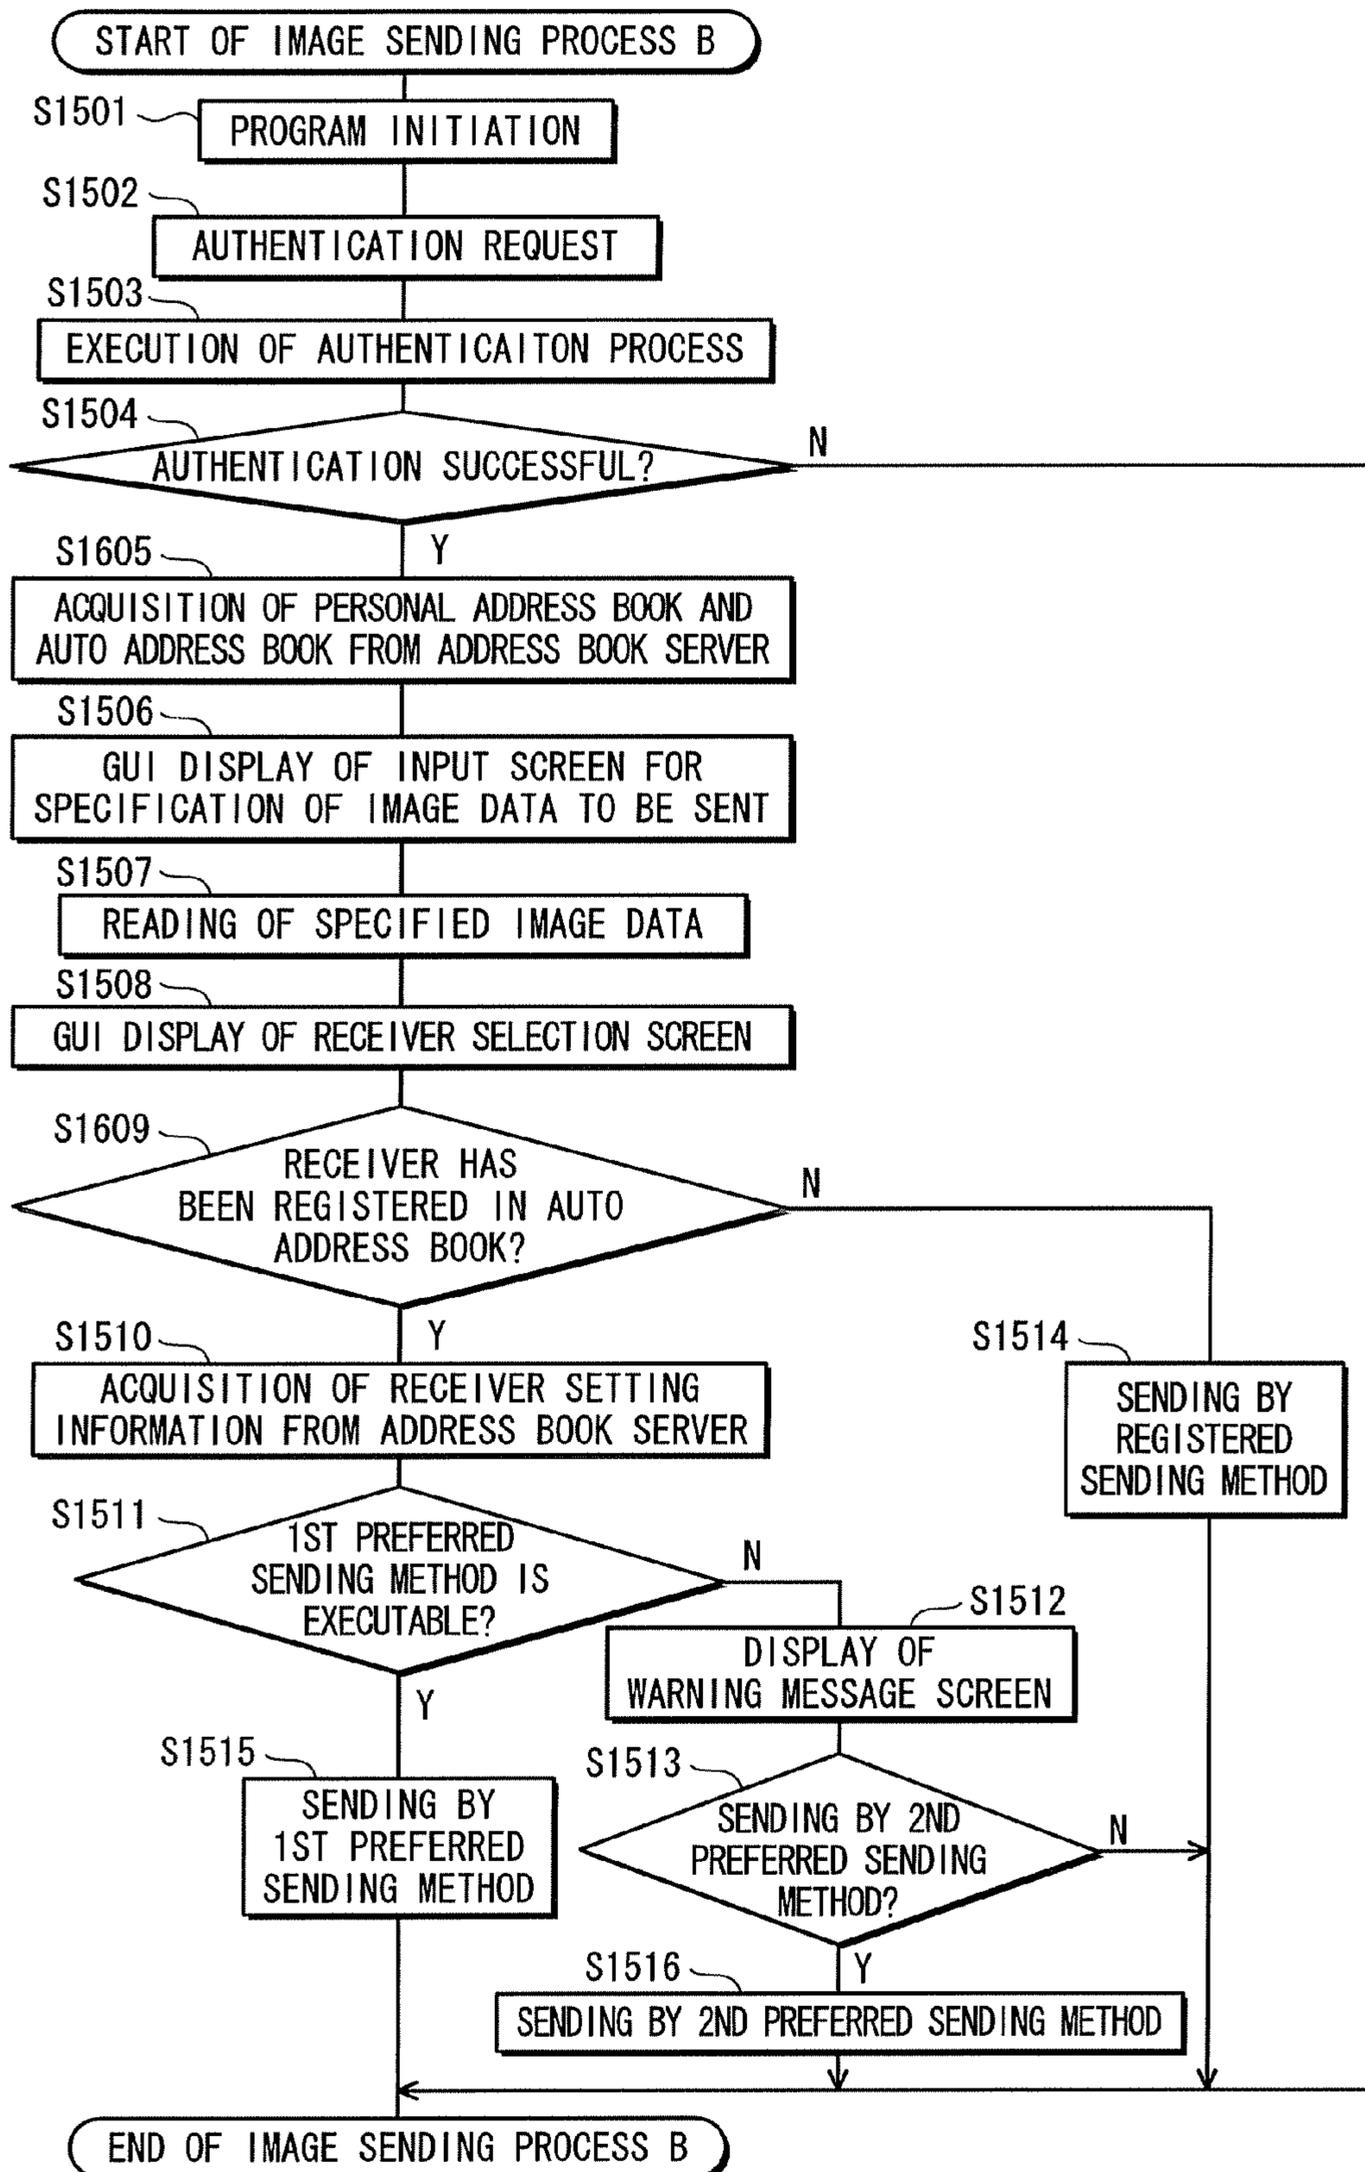 START OF IMAGE SENDING PROCESS B
S1501
PROGRAM INITIATION
S1502
AUTHENTICATION REQUEST
S1503
EXECUTION OF AUTHENTICAITON PROCESS
S1504
AUTHENTICATION SUCCESSFUL?
N
Y
S1605
ACQUISITION OF PERSONAL ADDRESS BOOK AND
AUTO ADDRESS BOOK FROM ADDRESS BOOK SERVER
S1506
GUI DISPLAY OF INPUT SCREEN FOR
SPECIFICATION OF IMAGE DATA TO BE SENT
S1507
READING OF SPECIFIED IMAGE DATA
S1508
GUI DISPLAY OF RECEIVER SELECTION SCREEN
S1609
RECEIVER HAS
BEEN REGISTERED IN AUTO
ADDRESS BOOK?
N
Y
S1510
ACQUISITION OF RECEIVER SETTING
INFORMATION FROM ADDRESS BOOK SERVER
S1514
SENDING BY
REGISTERED
SENDING METHOD
S1511
1ST PREFERRED
SENDING METHOD IS
EXECUTABLE?
N
Y
S1512
DISPLAY OF
WARNING MESSAGE SCREEN
S1515
SENDING BY
1ST PREFERRED
SENDING METHOD
S1513
SENDING BY 2ND
PREFERRED SENDING
METHOD?
N
Y
S1516
SENDING BY 2ND PREFERRED SENDING METHOD
END OF IMAGE SENDING PROCESS B